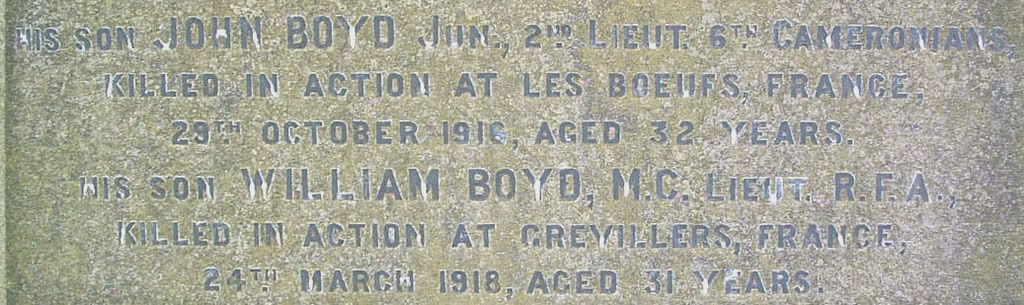 HIS SON JOHN BOYD JUN., 2ND LIEUT. 6TH CAMERONIANS,
KILLED IN ACTION AT LES BOEUFS, FRANCE,
29TH OCTOBER 1916, AGED 32 YEARS.
HIS SON WILLIAM BOYD, M.C. LIEUT. R.F.A.,
KILLED IN ACTION AT GREVILLERS, FRANCE,
24TH MARCH 1918, AGED 31 YEARS.